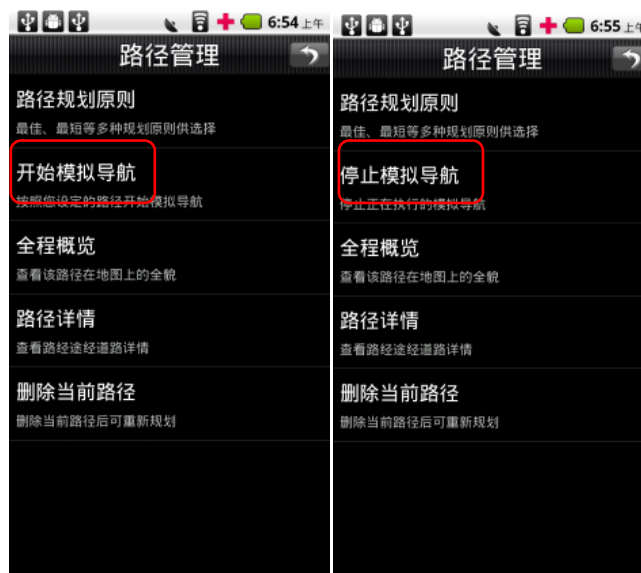 6:54 上午
路径管理
路径规划原则
最佳、最短等多种规划原则供选择
开始模拟导航
按照您设定的路径开始模拟导航
全程概览
查看该路径在地图上的全貌
路径详情
查看路经途经道路详情
删除当前路径
删除当前路径后可重新规划
6:55 上午
路径管理
路径规划原则
最佳、最短等多种规划原则供选择
停止模拟导航
停止正在执行的模拟导航
全程概览
查看该路径在地图上的全貌
路径详情
查看路经途经道路详情
删除当前路径
删除当前路径后可重新规划